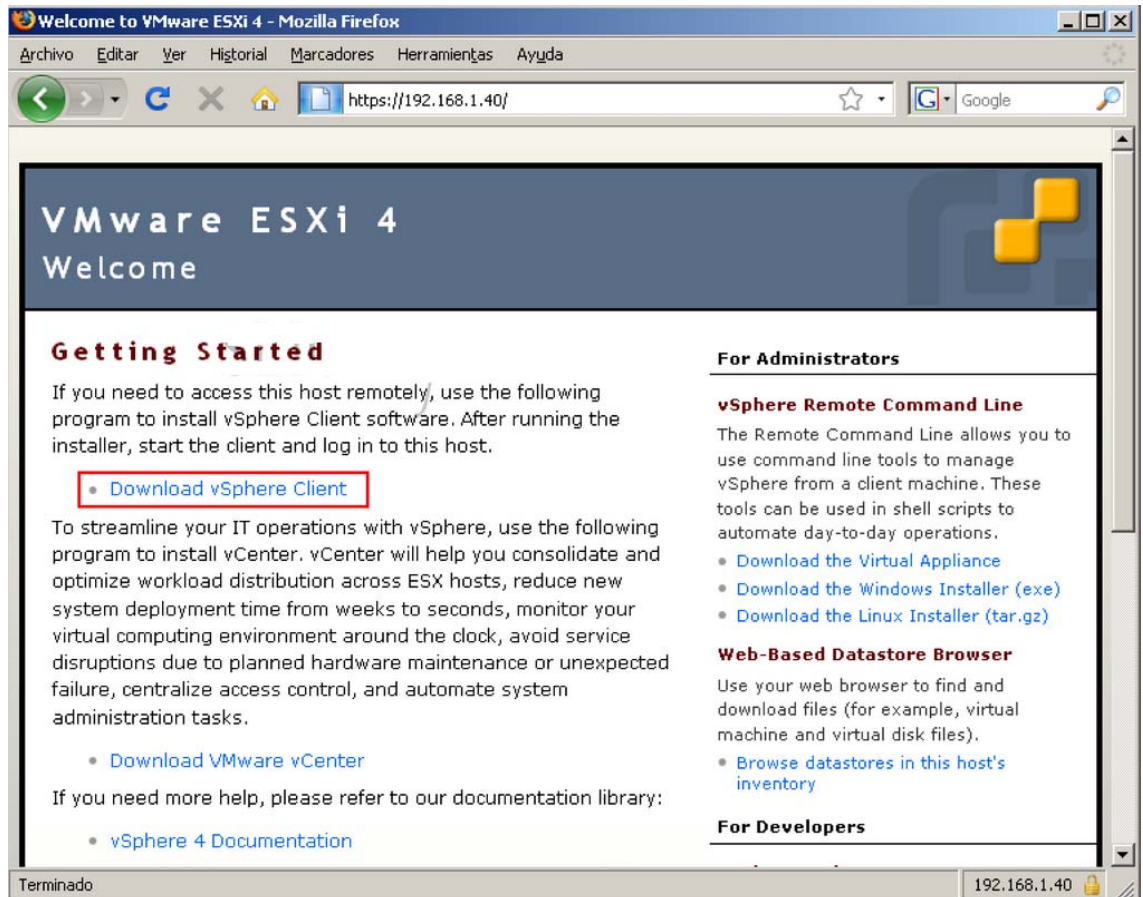 Welcome to VMware ESXi 4 - Mozilla Firefox
Archivo Editar Ver Historial Marcadores Herramientas Ayuda
https://192.168.1.40/
G Google
VMware ESXi 4
Welcome
Getting Started
If you need to access this host remotely, use the following
program to install vSphere Client software. After running the
installer, start the client and log in to this host.
• Download vSphere Client
To streamline your IT operations with vSphere, use the following
program to install vCenter. vCenter will help you consolidate and
optimize workload distribution across ESX hosts, reduce new
system deployment time from weeks to seconds, monitor your
virtual computing environment around the clock, avoid service
disruptions due to planned hardware maintenance or unexpected
failure, centralize access control, and automate system
administration tasks.
• Download VMware vCenter
If you need more help, please refer to our documentation library:
• vSphere 4 Documentation
For Administrators
vSphere Remote Command Line
The Remote Command Line allows you to
use command line tools to manage
vSphere from a client machine. These
tools can be used in shell scripts to
automate day-to-day operations.
• Download the Virtual Appliance
• Download the Windows Installer (exe)
• Download the Linux Installer (tar.gz)
Web-Based Datastore Browser
Use your web browser to find and
download files (for example, virtual
machine and virtual disk files).
• Browse datastores in this host's
inventory
For Developers
Terminado
192.168.1.40